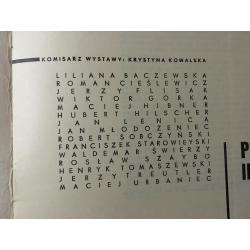 KOMISARZ WYSTAWY: KRYSTYNA KOWALSKA
LILIANA BACZEWSKA
ROMAN CIEŚLEWICZ
JERZY FLISAK
WIKTOR GÓRKA
MACIEJ HIBNER
HUBERT HILSCHER
JAN LENICA
JAN MŁODOŻENIEC
ROBERT SOBCZYŃSKI
FRANCISZEK STAROWIEYSKI
WALDEMAR ŚWIERZY
ROSŁAW SZAYBO
HENRYK TOMASZEWSKI
JERZY TREUTLER
MACIEJ URBANIEC